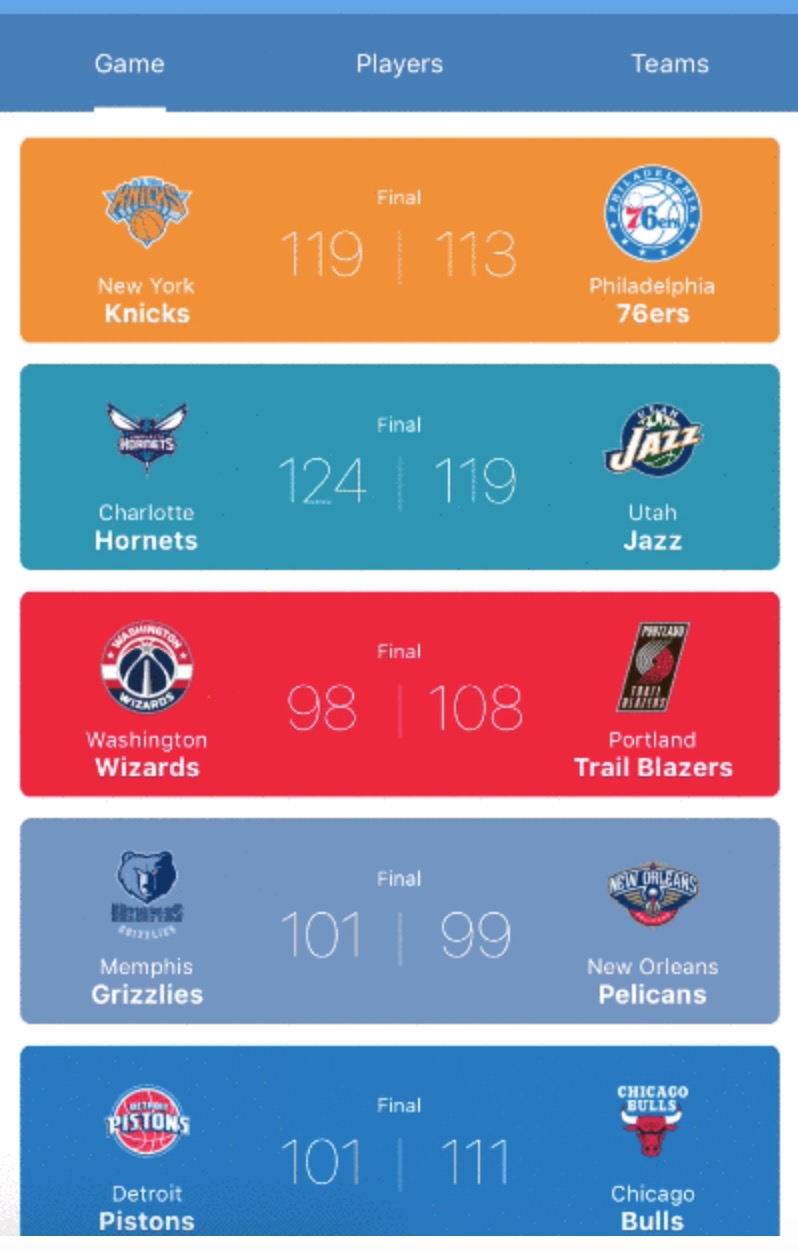 Game Players Teams
KNICKS
Final
PHILADELPHIA
76ers
119 | 113
New York
Knicks
Philadelphia
76ers
HORNETS
Final
UTAH
JAZZ
124 | 119
Charlotte
Hornets
Utah
Jazz
WASHINGTON
WIZARDS
Final
PORTLAND
TRAIL
BLAZERS
98 | 108
Washington
Wizards
Portland
Trail Blazers
MEMPHIS
GRIZZLIES
Final
NEW ORLEANS
101 | 99
Memphis
Grizzlies
New Orleans
Pelicans
DETROIT
PISTONS
Final
CHICAGO
BULLS
101 | 111
Detroit
Pistons
Chicago
Bulls